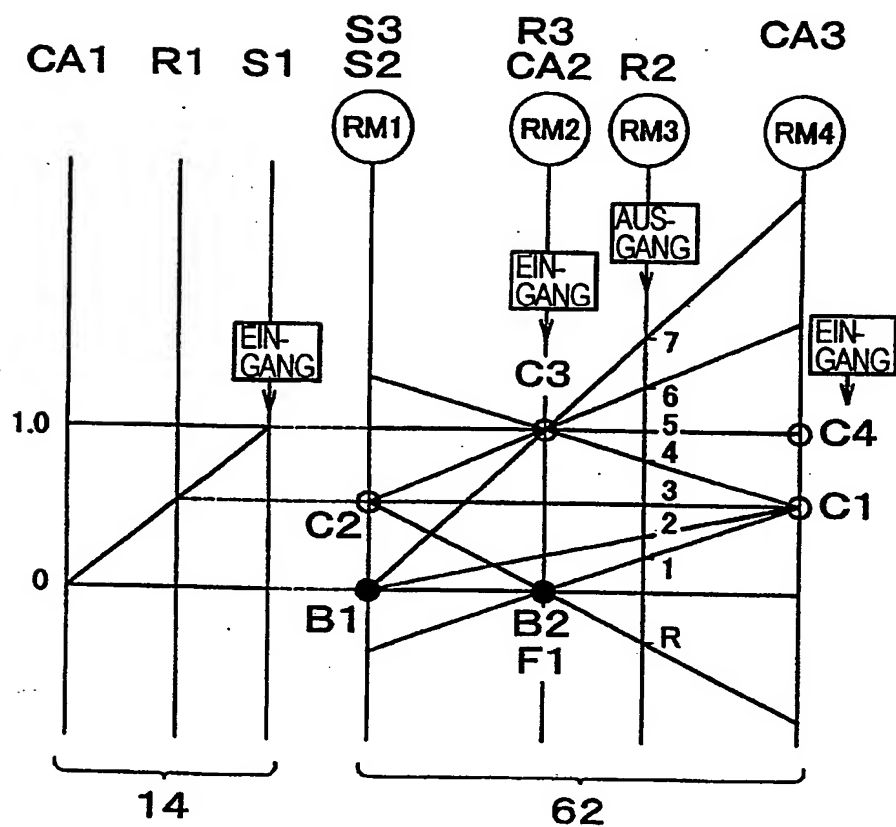 S3 R3 CA3
CA1 R1 S1 S2 CA2 R2
RM1 RM2 RM3 RM4
AUS-
GANG
EIN-
GANG
EIN-
GANG
EIN-
GANG
7
C3
6
1.0
5
C4
4
3
C1
C2
2
1
0
B1
B2
R
F1
14
62